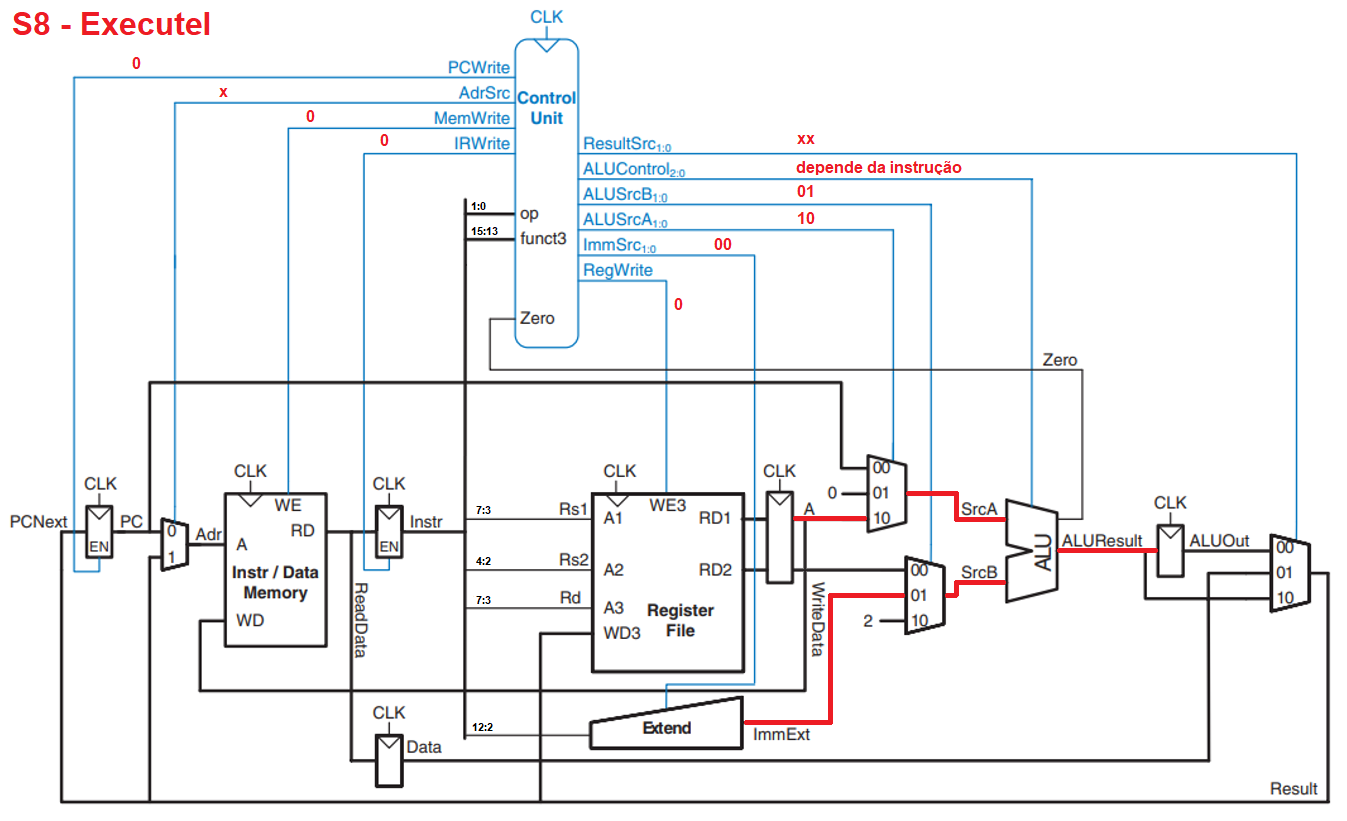 S8 - Executel
CLK
0
PCWrite
x
AdrSrc
Control
Unit
0
MemWrite
0
IRWrite
ResultSrc1:0
xx
ALUControl2:0
depende da instrução
ALUSrcB1:0
01
ALUSrcA1:0
10
ImmSrc1:0
00
RegWrite
0
1:0
op
15:13
funct3
Zero
Zero
CLK
CLK
CLK
CLK
CLK
CLK
PCNext
PC
EN
0
1
Adr
WE
RD
A
Instr / Data
Memory
WD
EN
Instr
ReadData
7:3
Rs1
4:2
Rs2
7:3
Rd
A1
WE3
RD1
A2
RD2
A3
Register
File
WD3
A
WriteData
00
0
01
10
SrcA
00
01
2
10
SrcB
ALU
ALUResult
ALUOut
00
01
10
12:2
Extend
ImmExt
CLK
Data
Result